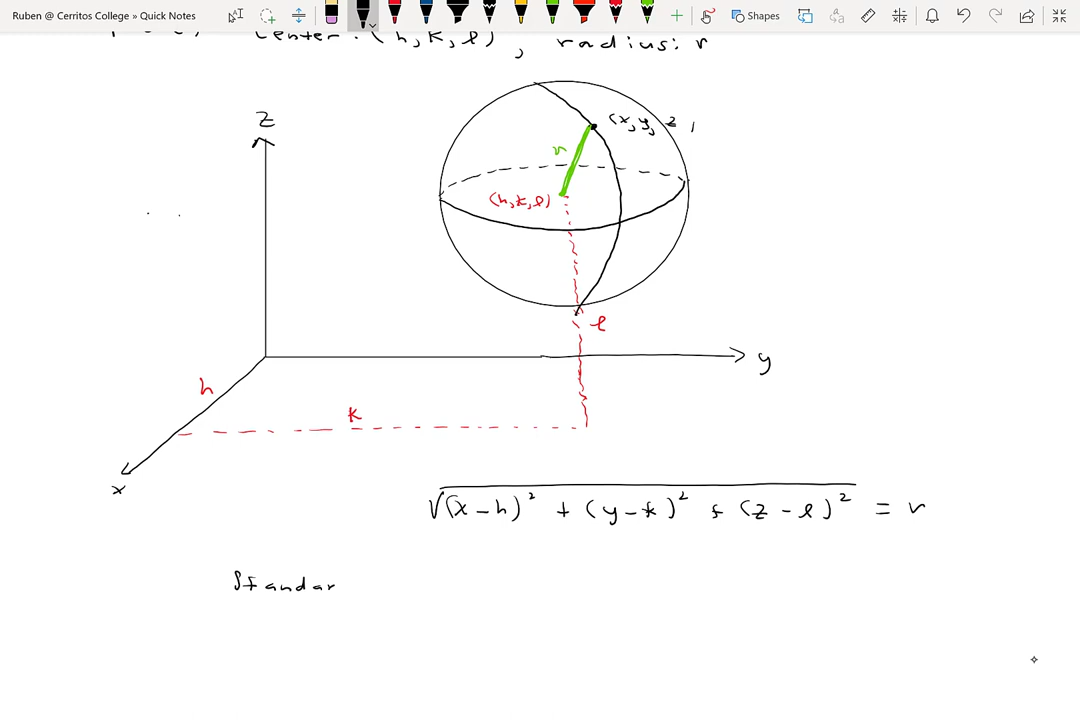 Ruben @ Cerritos College » Quick Notes
Shapes
center: (h, k, l), radius: r
z
(x, y, z
r
(h, k, l)
l
y
h
k
x
√(x-h)² + (y-k)² + (z-l)² = r
Standar